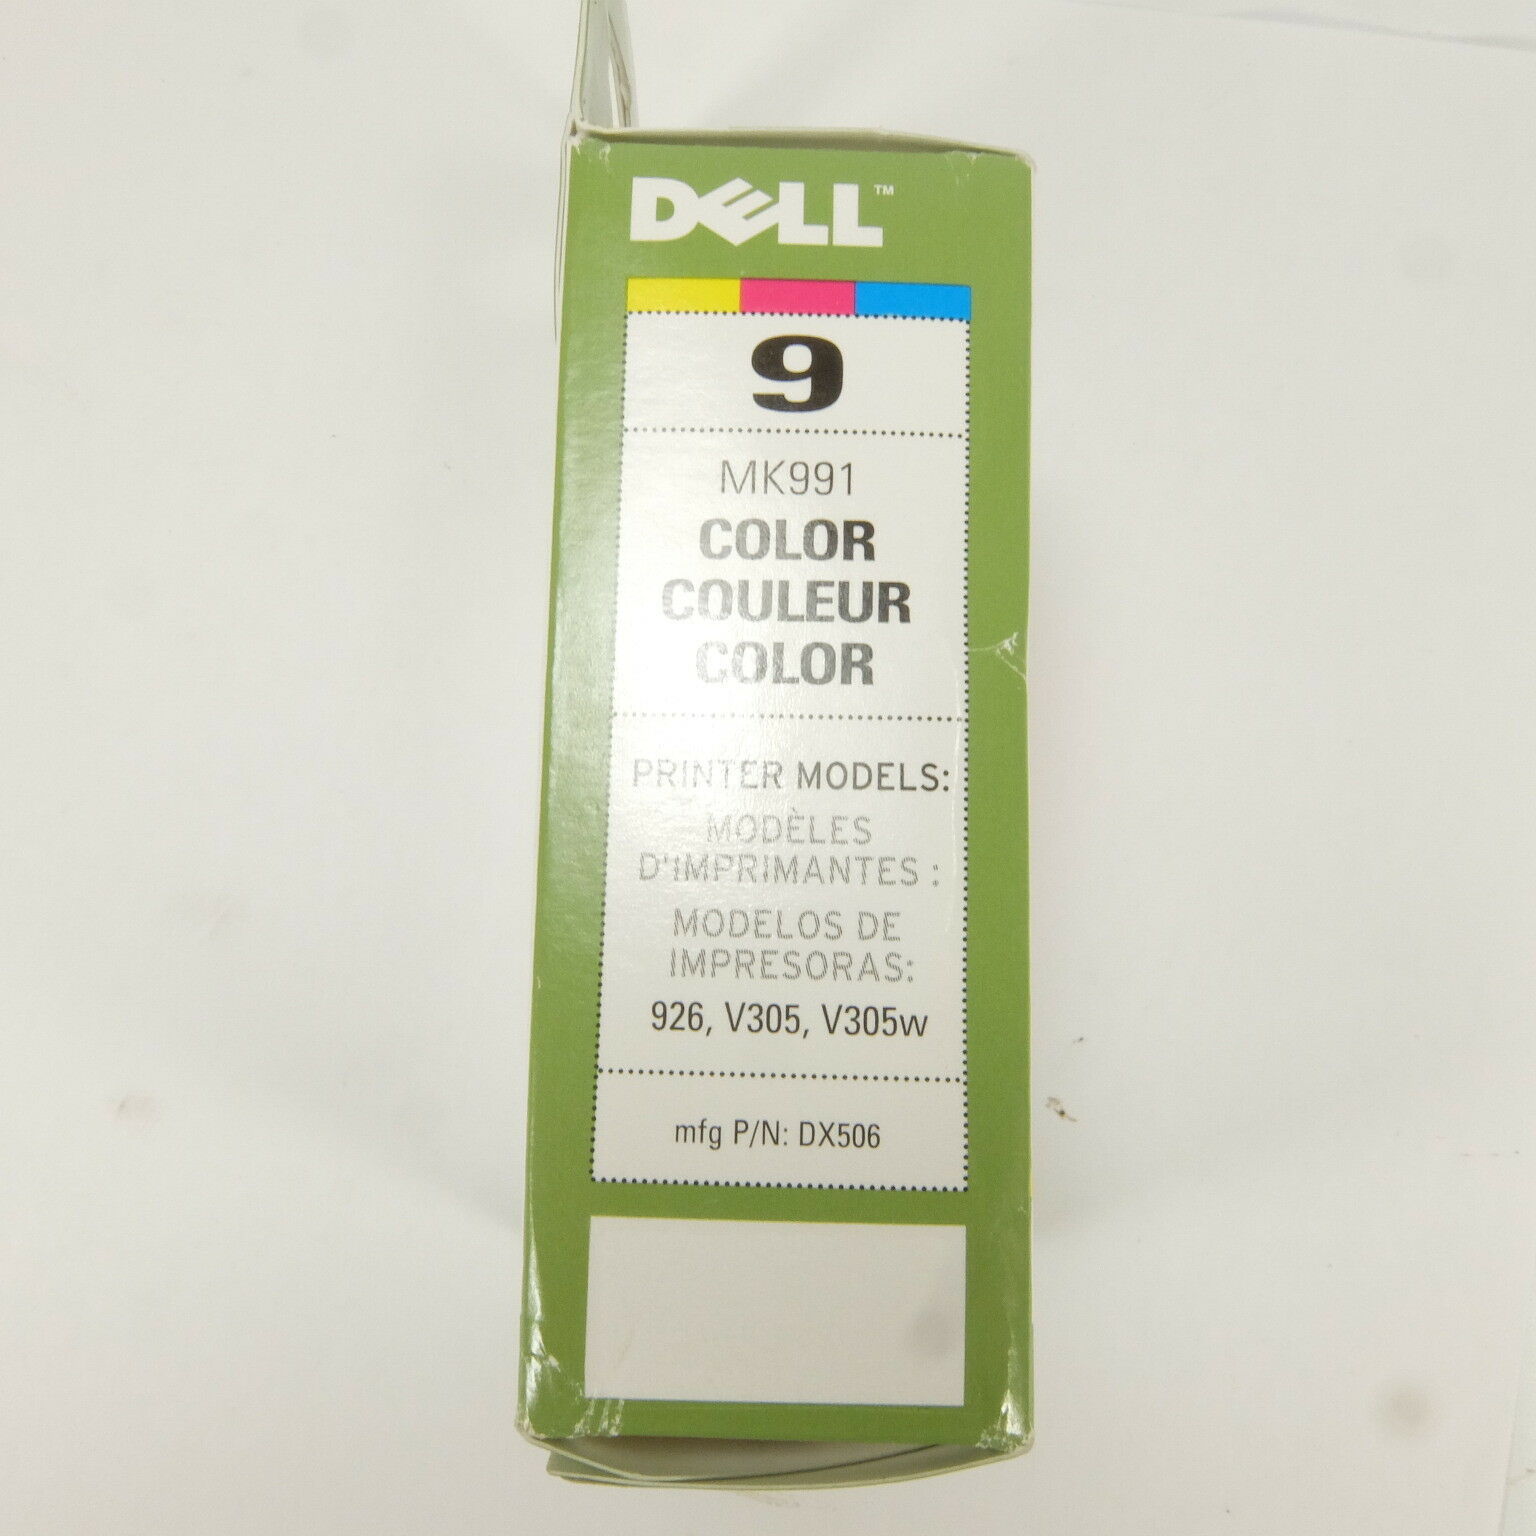 DELL™
9
MK991
COLOR
COULEUR
COLOR
PRINTER MODELS:
MODÈLES
D'IMPRIMANTES :
MODELOS DE
IMPRESORAS:
926, V305, V305w
mfg P/N: DX506